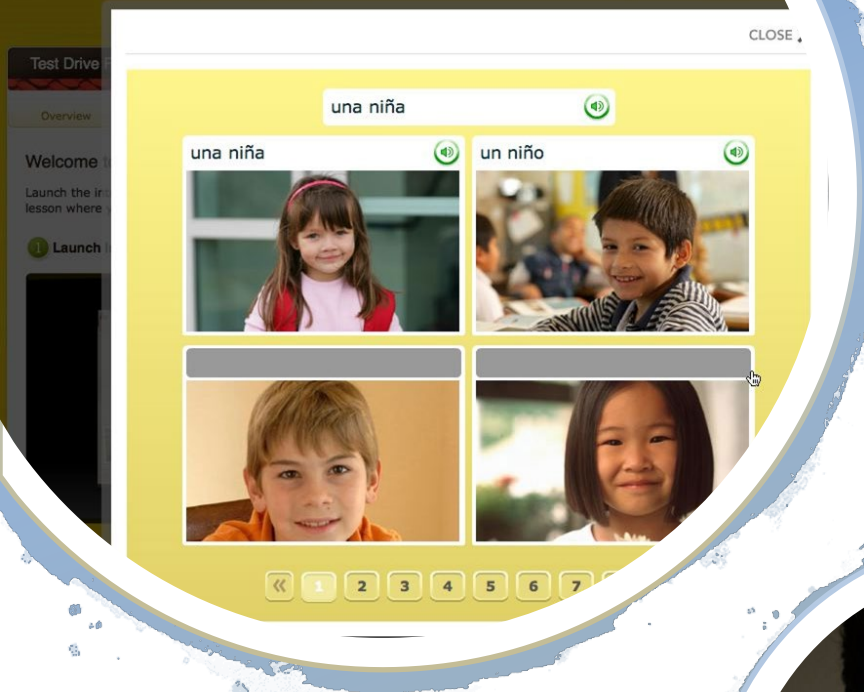 CLOSE
Test Drive
Overview
una niña
una niña
un niño
Welcome
Launch the
lesson where
1 Launch
1 2 3 4 5 6 7